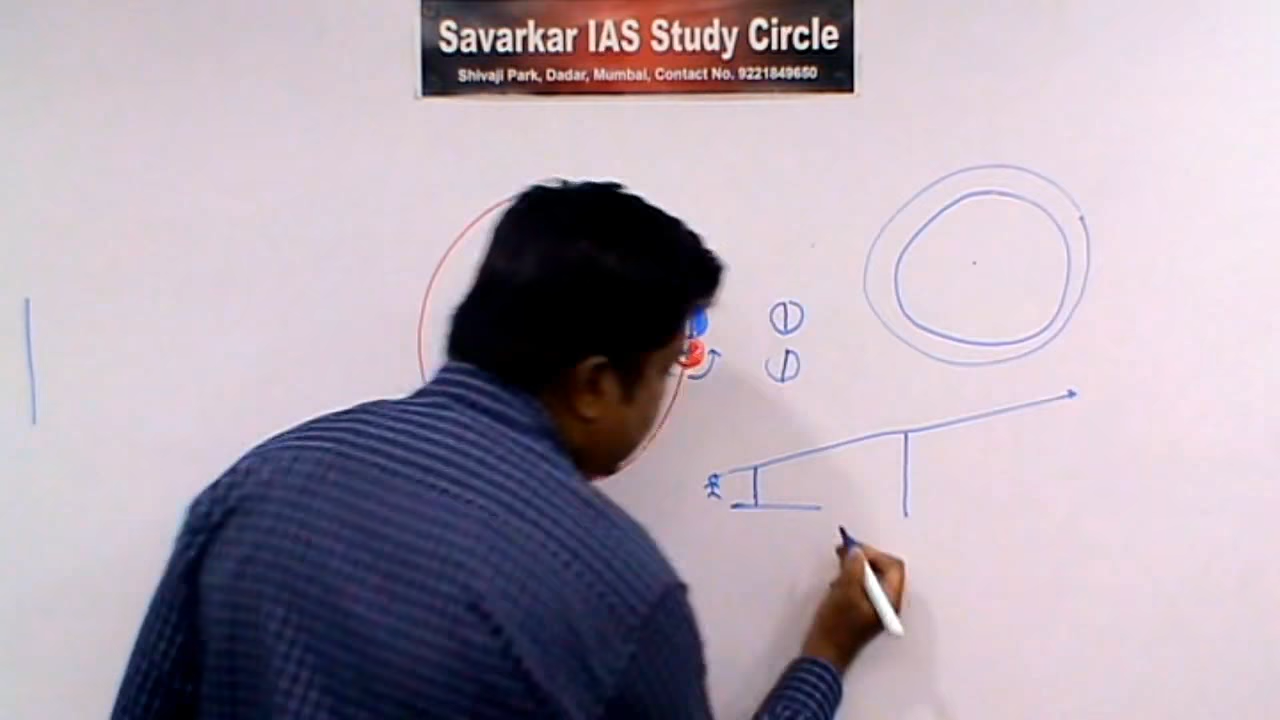 Savarkar IAS Study Circle
Shivaji Park, Dadar, Mumbai, Contact No. 9221849650